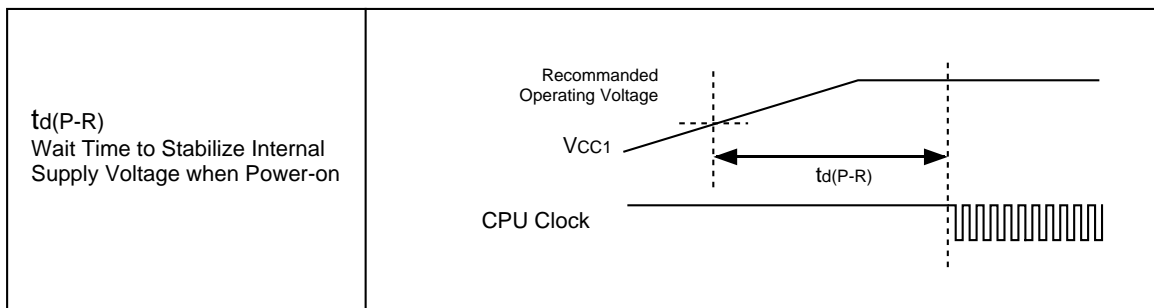 td(P-R)
Wait Time to Stabilize Internal
Supply Voltage when Power-on
Recommanded
Operating Voltage
VCC1
td(P-R)
CPU Clock